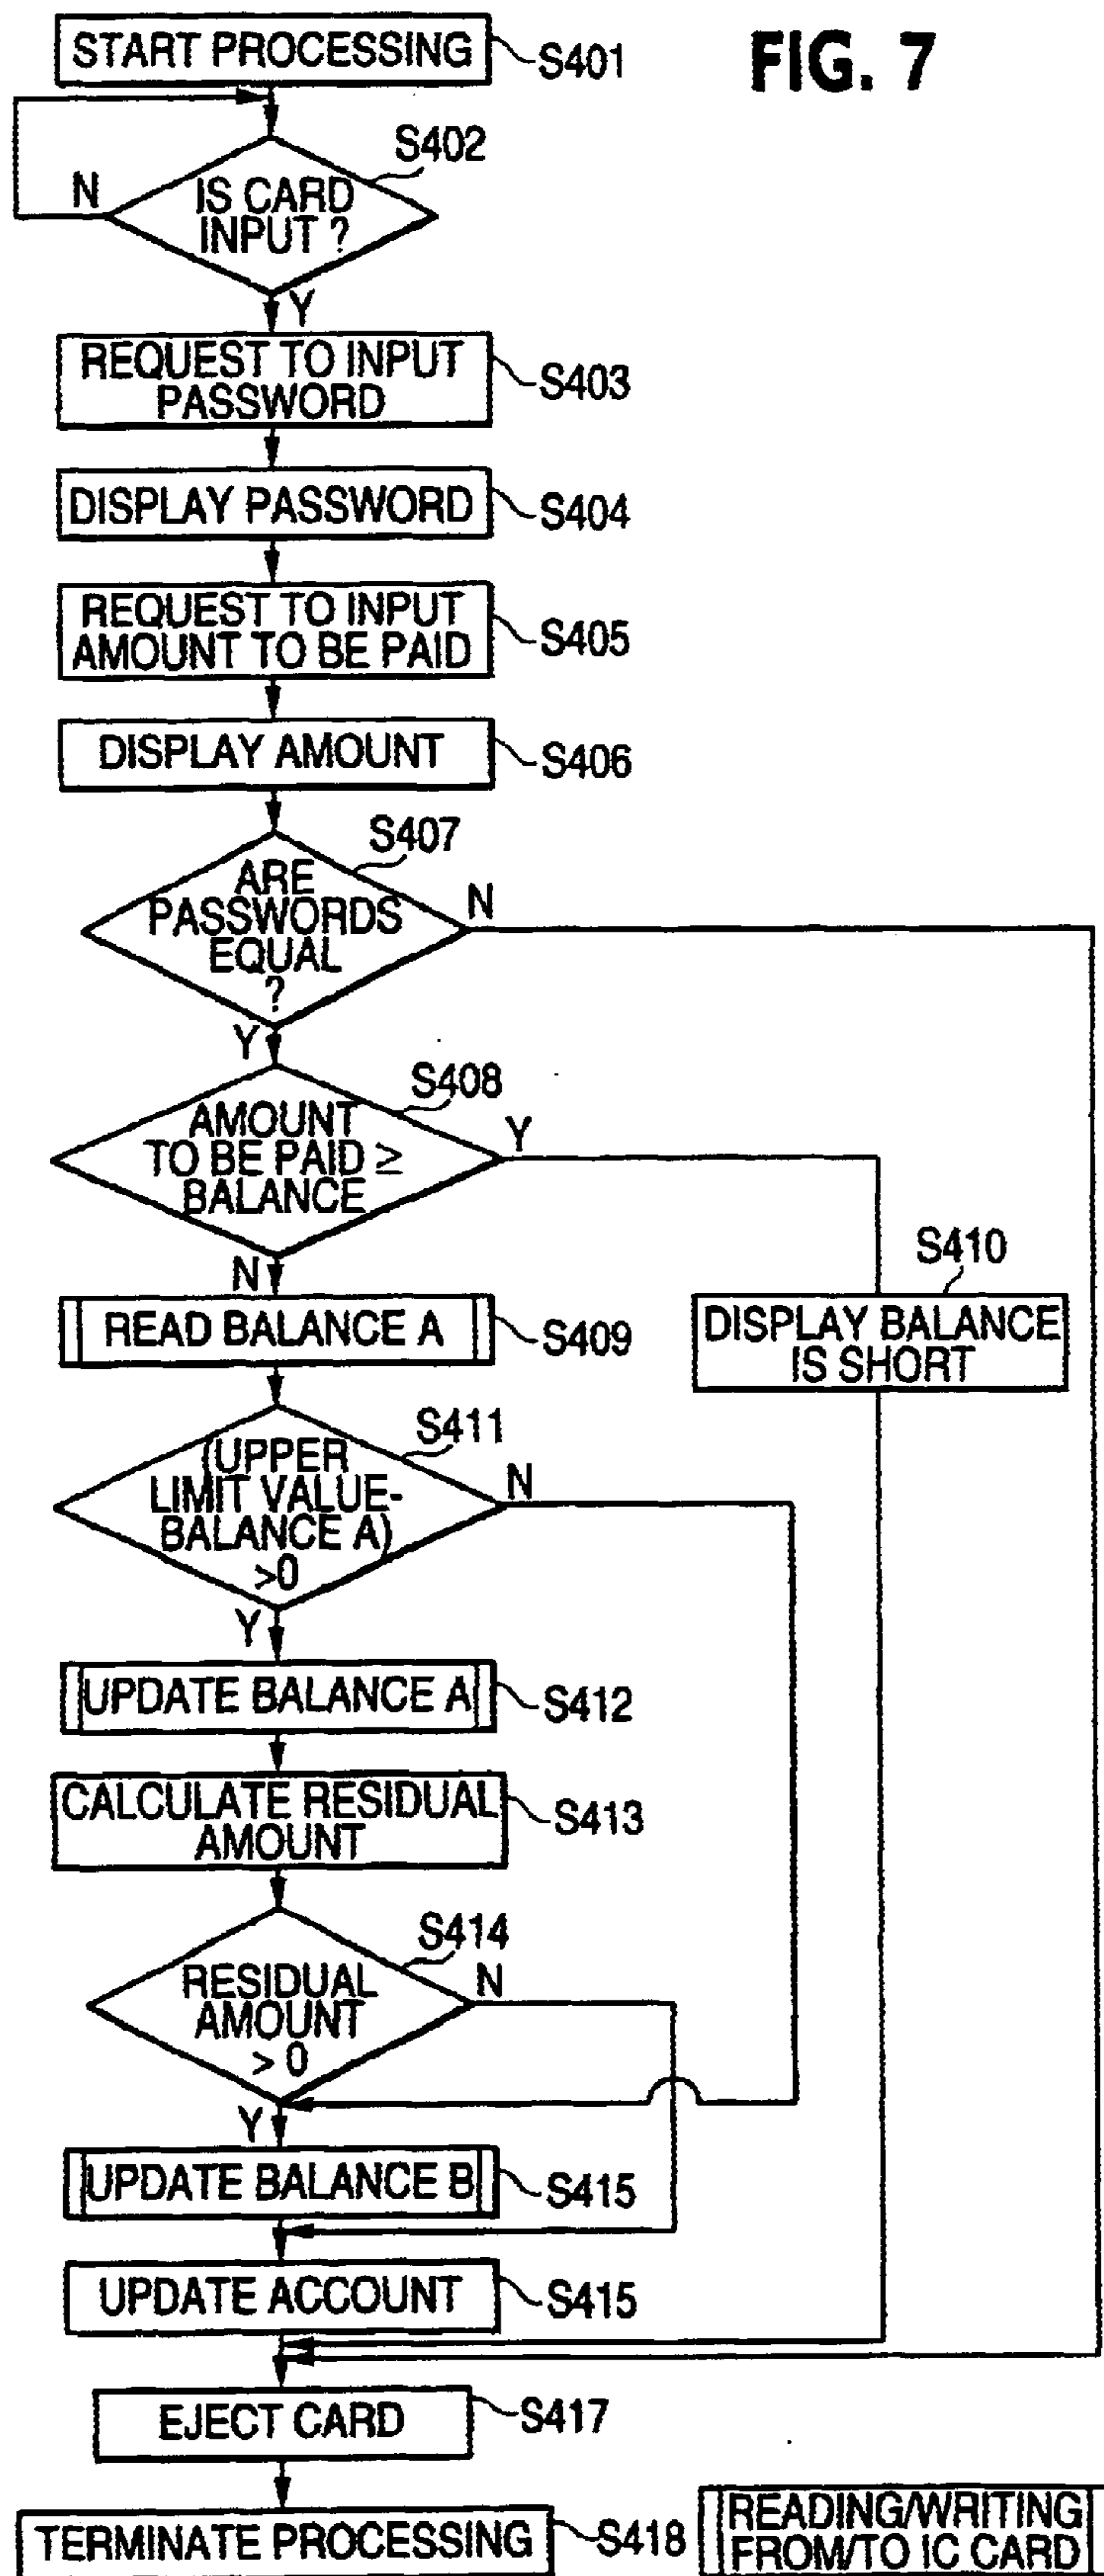 FIG. 7
START PROCESSING
S401
S402
IS CARD
INPUT ?
N
Y
REQUEST TO INPUT
PASSWORD
S403
DISPLAY PASSWORD
S404
REQUEST TO INPUT
AMOUNT TO BE PAID
S405
DISPLAY AMOUNT
S406
S407
ARE
PASSWORDS
EQUAL
?
N
Y
S408
AMOUNT
TO BE PAID ≥
BALANCE
Y
N
READ BALANCE A
S409
S410
DISPLAY BALANCE
IS SHORT
S411
(UPPER
LIMIT VALUE-
BALANCE A)
>0
N
Y
UPDATE BALANCE A
S412
CALCULATE RESIDUAL
AMOUNT
S413
S414
RESIDUAL
AMOUNT
> 0
N
Y
UPDATE BALANCE B
S415
UPDATE ACCOUNT
S415
EJECT CARD
S417
TERMINATE PROCESSING
S418
READING/WRITING
FROM/TO IC CARD